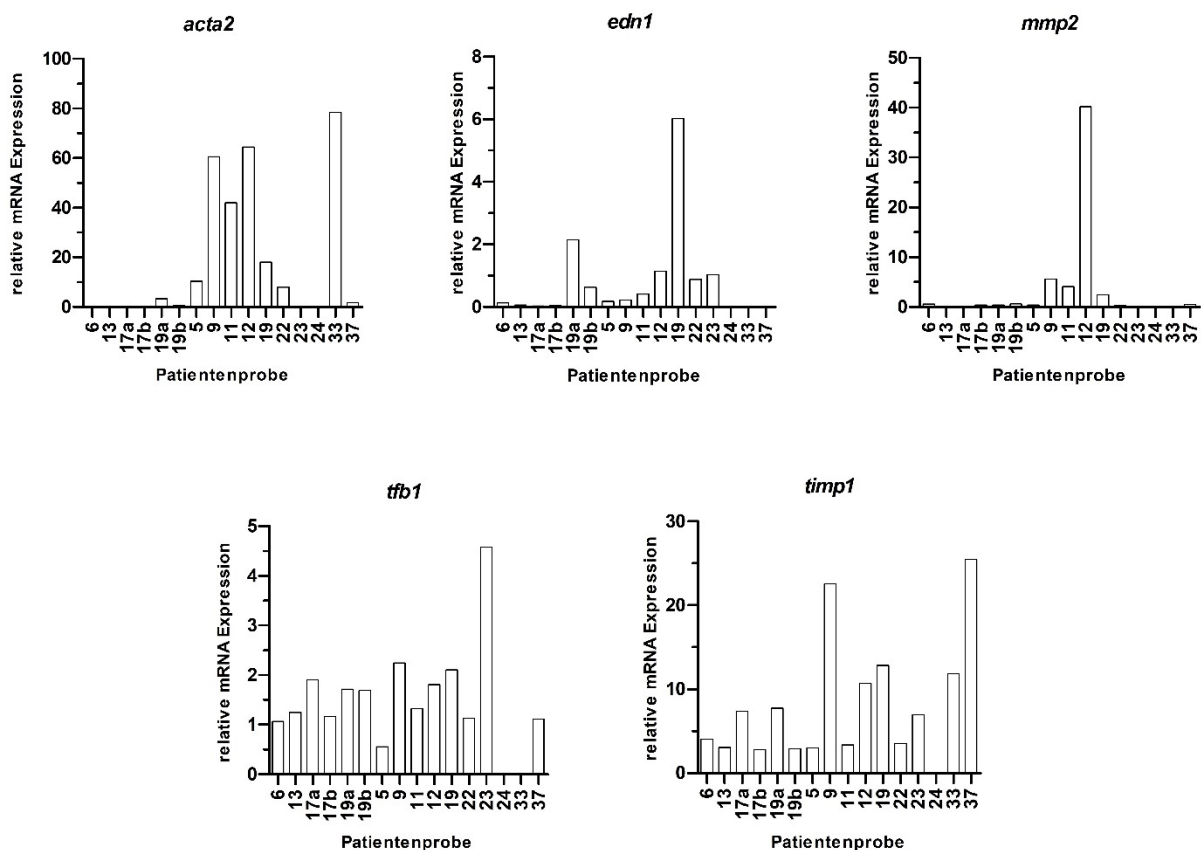 acta2
edn1
mmp2
relative mRNA Expression
100
80
60
40
20
0
6 13 17a 17b 19a 19b 5 9 11 12 19 22 23 24 33 37
Patientenprobe
relative mRNA Expression
8
6
4
2
0
6 13 17a 17b 19a 19b 5 9 11 12 19 22 23 24 33 37
Patientenprobe
relative mRNA Expression
50
40
30
20
10
0
6 13 17a 17b 19a 19b 5 9 11 12 19 22 23 24 33 37
Patientenprobe
tfb1
timp1
relative mRNA Expression
5
4
3
2
1
0
6 13 17a 17b 19a 19b 5 9 11 12 19 22 23 24 33 37
Patientenprobe
relative mRNA Expression
30
20
10
0
6 13 17a 17b 19a 19b 5 9 11 12 19 22 23 24 33 37
Patientenprobe